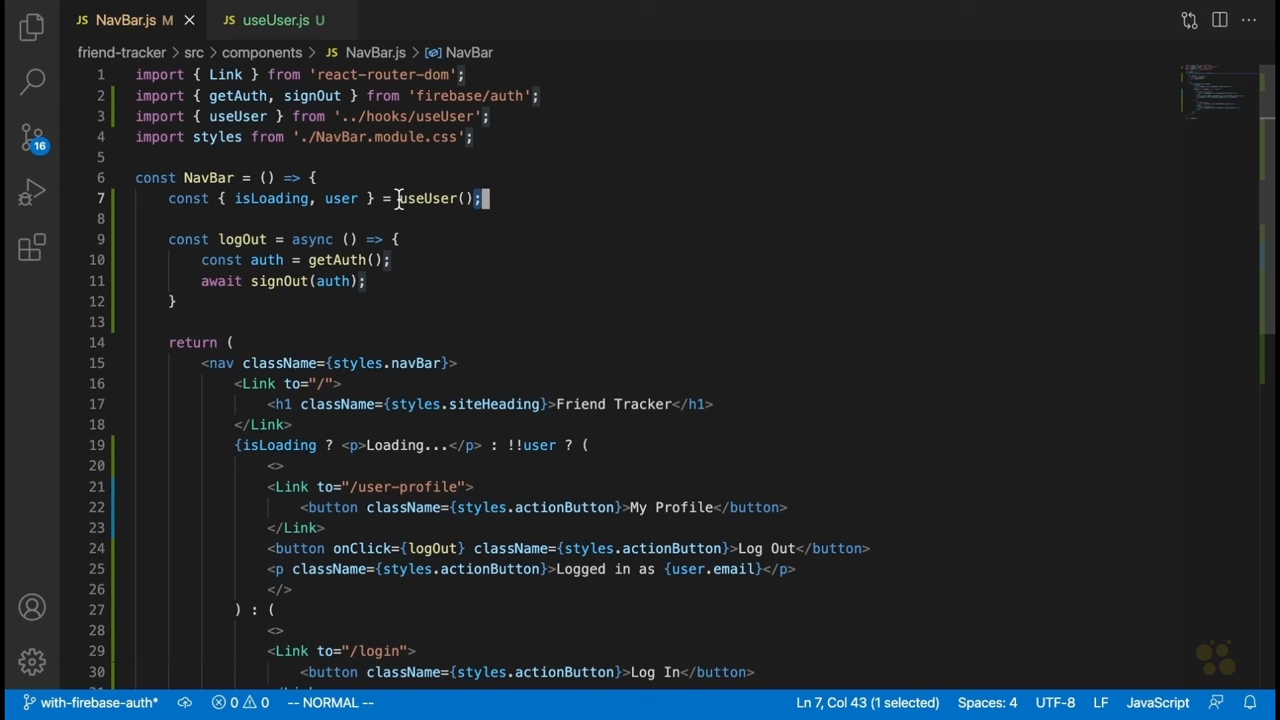 JS NavBar.js M ×
JS useUser.js U
friend-tracker > src > components > JS NavBar.js > NavBar
1 import { Link } from 'react-router-dom';
2 import { getAuth, signOut } from 'firebase/auth';
3 import { useUser } from '../hooks/useUser';
4 import styles from './NavBar.module.css';
5
6 const NavBar = () => {
7 const { isLoading, user } = useUser();
8
9 const logOut = async () => {
10 const auth = getAuth();
11 await signOut(auth);
12 }
13
14 return (
15 <nav className={styles.navBar}>
16 <Link to="/">
17 <h1 className={styles.siteHeading}>Friend Tracker</h1>
18 </Link>
19 {isLoading ? <p>Loading...</p> : !!user ? (
20 <>
21 <Link to="/user-profile">
22 <button className={styles.actionButton}>My Profile</button>
23 </Link>
24 <button onClick={logOut} className={styles.actionButton}>Log Out</button>
25 <p className={styles.actionButton}>Logged in as {user.email}</p>
26 </>
27 ) : (
28 <>
29 <Link to="/login">
30 <button className={styles.actionButton}>Log In</button>
16
with-firebase-auth* 0 0 -- NORMAL -- Ln 7, Col 43 (1 selected) Spaces: 4 UTF-8 LF JavaScript